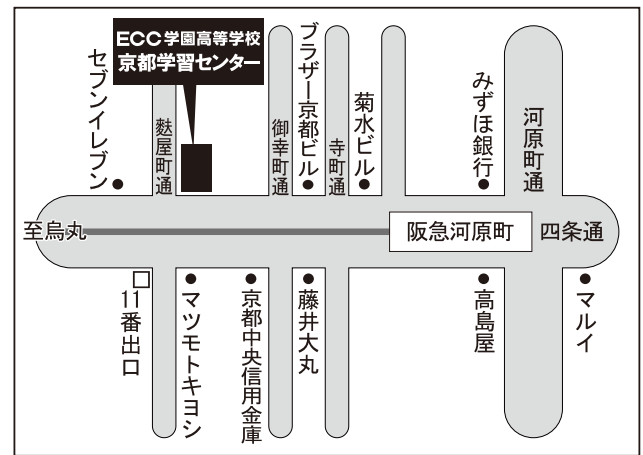 ECC学園高等学校
京都学習センター
セブンイレブン
麩屋町通
御幸町通
ブラザー京都ビル
寺町通
菊水ビル
みずほ銀行
河原町通
至烏丸
阪急河原町
四条通
11番出口
マツモトキヨシ
京都中央信用金庫
藤井大丸
高島屋
マルイ